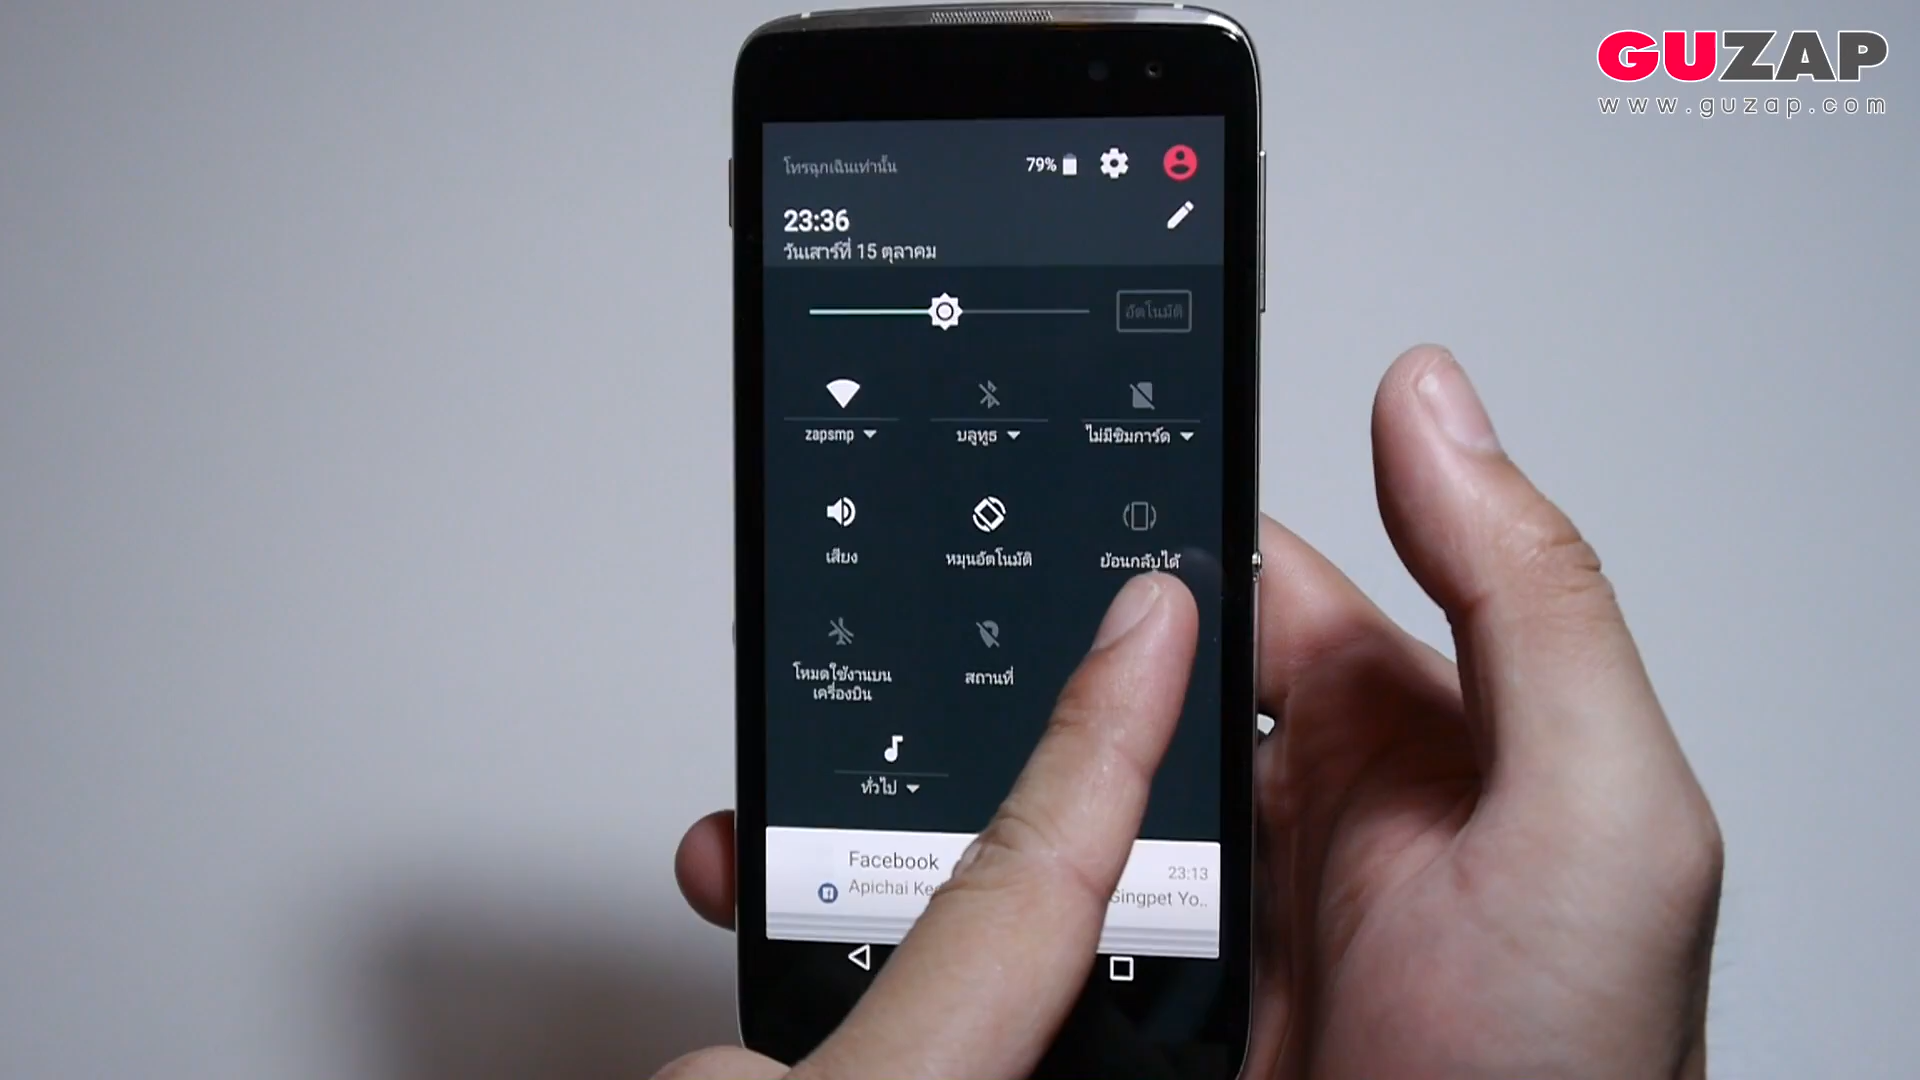 GUZAP
www.guzap.com
โทรฉุกเฉินเท่านั้น
79%
23:36
วันเสาร์ที่ 15 ตุลาคม
อัตโนมัติ
zapsmp
บลูทูธ
ไม่มีซิมการ์ด
เสียง
หมุนอัตโนมัติ
ย้อนกลับได้
โหมดใช้งานบน
เครื่องบิน
สถานที่
ทั่วไป
Facebook
23:13
Apichai
Gingpet Yo..